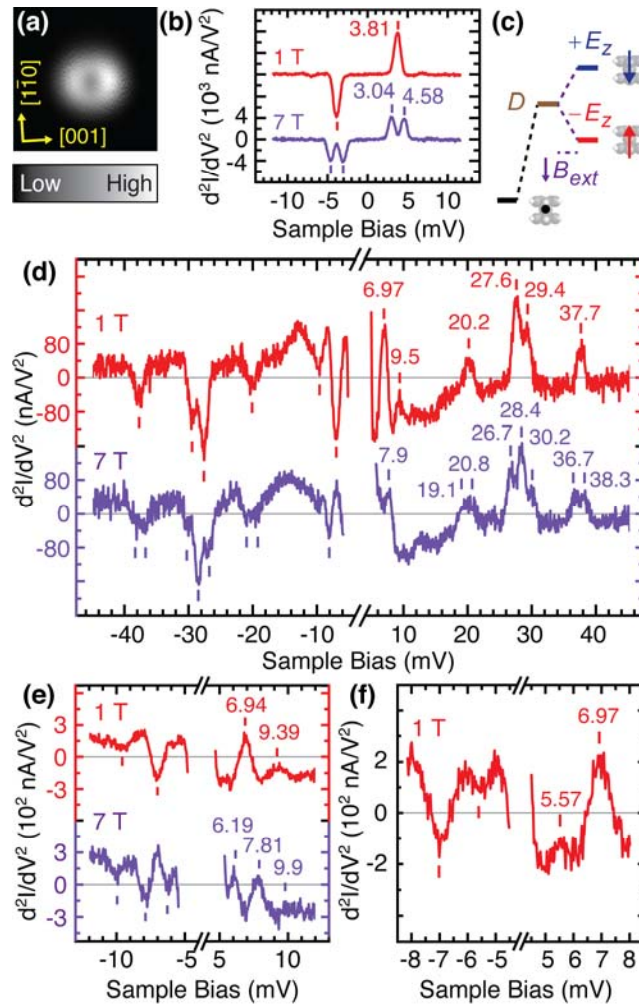 (a)
[1-10]
[001]
Low High
(b)
1 T
3.81
7 T
3.04 4.58
d²I/dV² (10³ nA/V²)
4
0
-4
-10 -5 0 5 10
Sample Bias (mV)
(c)
+E_z
D
-E_z
B_ext
(d)
1 T
6.97
9.5
20.2
27.6
29.4
37.7
80
0
-80
7 T
7.9
19.1
20.8
26.7
28.4
30.2
36.7
38.3
80
0
-80
d²I/dV² (nA/V²)
-40 -30 -20 -10 10 20 30 40
Sample Bias (mV)
(e)
1 T
6.94
9.39
3
0
-3
7 T
6.19
7.81
9.9
3
0
-3
d²I/dV² (10² nA/V²)
-10 -5 5 10
Sample Bias (mV)
(f)
1 T
6.97
5.57
2
0
-2
d²I/dV² (10² nA/V²)
-8 -7 -6 -5 5 6 7 8
Sample Bias (mV)